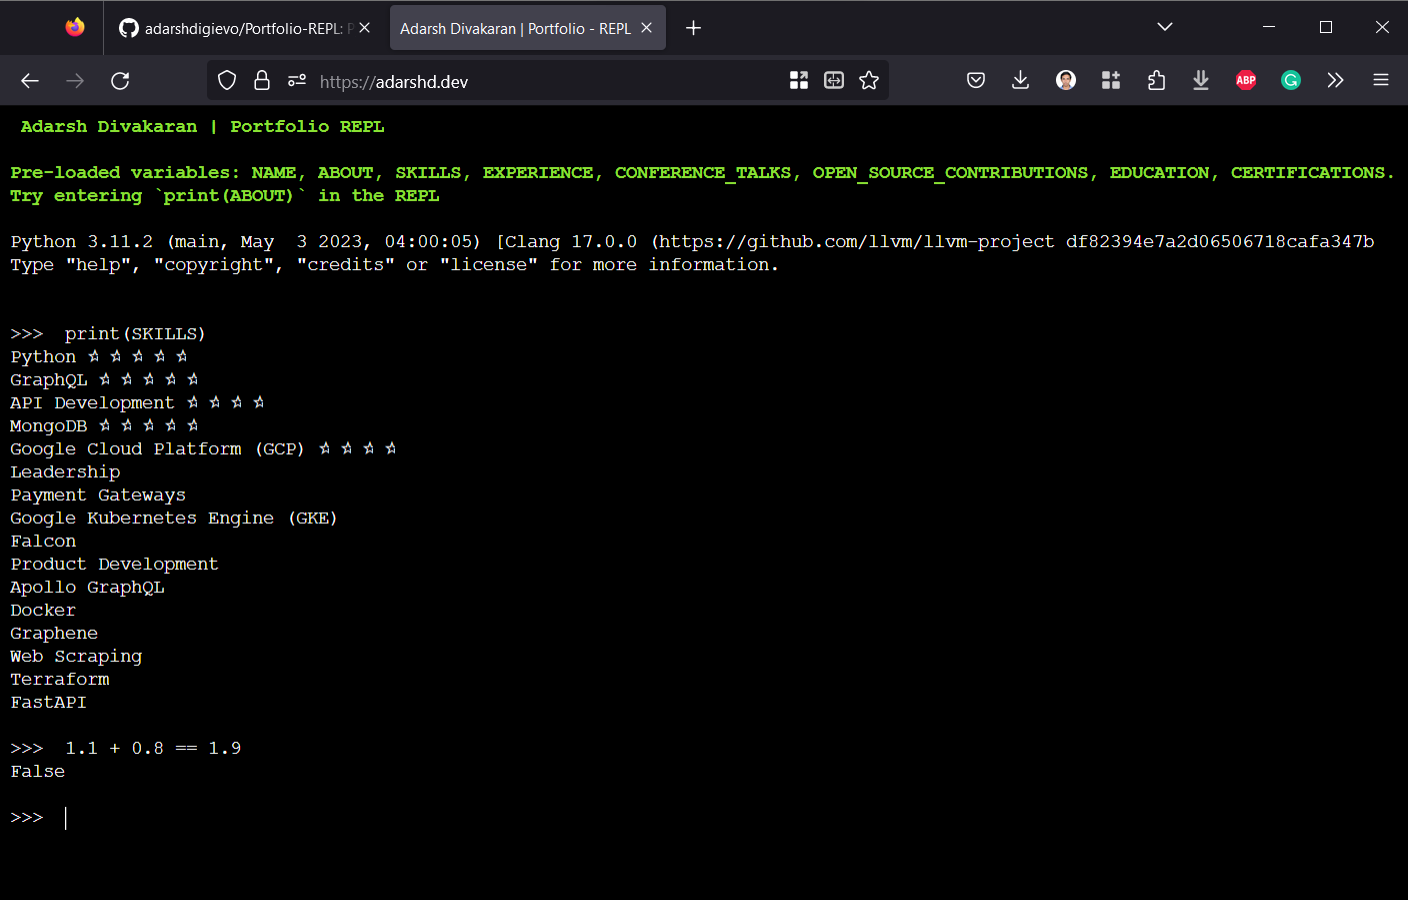 adarshdigievo/Portfolio-REPL: P
Adarsh Divakaran | Portfolio - REPL
https://adarshd.dev
ABP
G
Adarsh Divakaran | Portfolio REPL
Pre-loaded variables: NAME, ABOUT, SKILLS, EXPERIENCE, CONFERENCE_TALKS, OPEN_SOURCE_CONTRIBUTIONS, EDUCATION, CERTIFICATIONS.
Try entering `print(ABOUT)` in the REPL
Python 3.11.2 (main, May  3 2023, 04:00:05) [Clang 17.0.0 (https://github.com/llvm/llvm-project df82394e7a2d06506718cafa347b
Type "help", "copyright", "credits" or "license" for more information.
>>>  print(SKILLS)
Python ☆ ☆ ☆ ☆ ☆
GraphQL ☆ ☆ ☆ ☆ ☆
API Development ☆ ☆ ☆ ☆
MongoDB ☆ ☆ ☆ ☆ ☆
Google Cloud Platform (GCP) ☆ ☆ ☆ ☆
Leadership
Payment Gateways
Google Kubernetes Engine (GKE)
Falcon
Product Development
Apollo GraphQL
Docker
Graphene
Web Scraping
Terraform
FastAPI
>>>  1.1 + 0.8 == 1.9
False
>>>